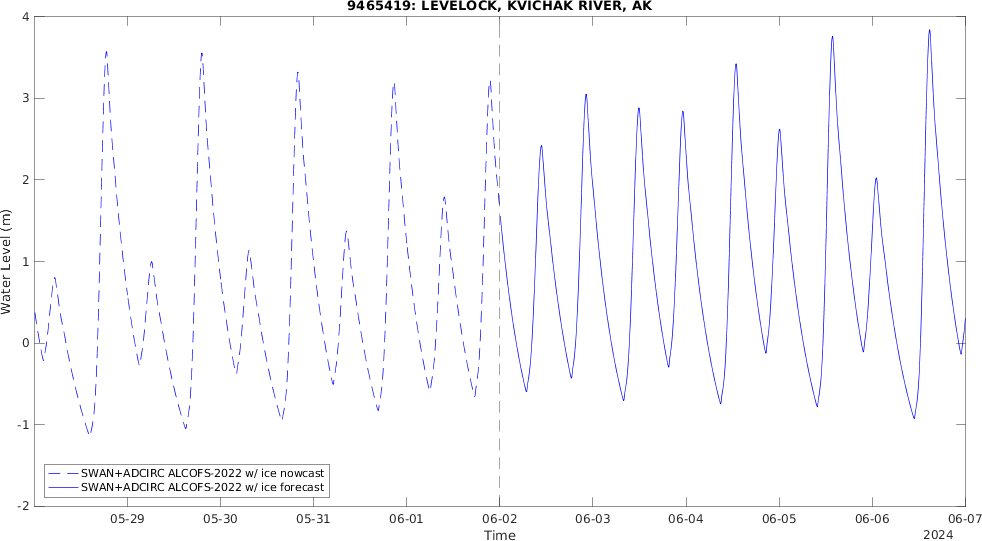 9465419: LEVELOCK, KVICHAK RIVER, AK
4
3
2
1
0
-1
-2
Water Level (m)
SWAN+ADCIRC ALCOFS-2022 w/ ice nowcast
SWAN+ADCIRC ALCOFS-2022 w/ ice forecast
05-29 05-30 05-31 06-01 06-02 06-03 06-04 06-05 06-06 06-07
Time
2024